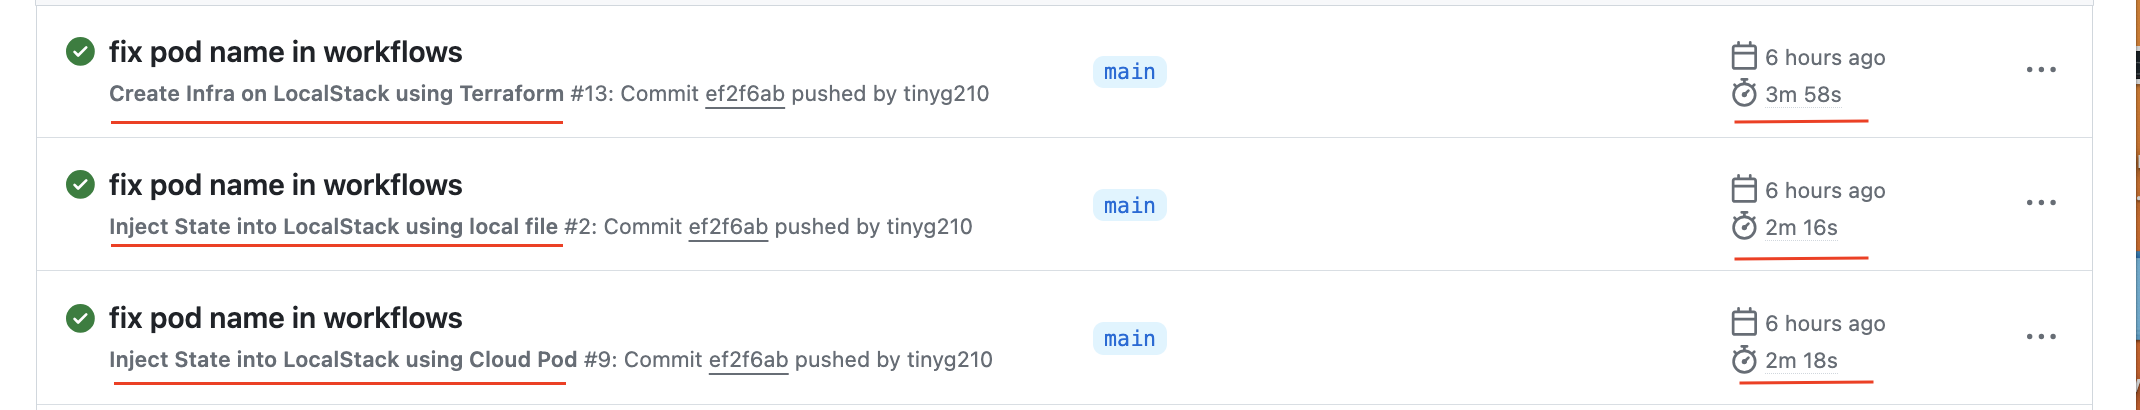 fix pod name in workflows
Create Infra on LocalStack using Terraform #13: Commit ef2f6ab pushed by tinyg210
main
6 hours ago
3m 58s
fix pod name in workflows
Inject State into LocalStack using local file #2: Commit ef2f6ab pushed by tinyg210
main
6 hours ago
2m 16s
fix pod name in workflows
Inject State into LocalStack using Cloud Pod #9: Commit ef2f6ab pushed by tinyg210
main
6 hours ago
2m 18s